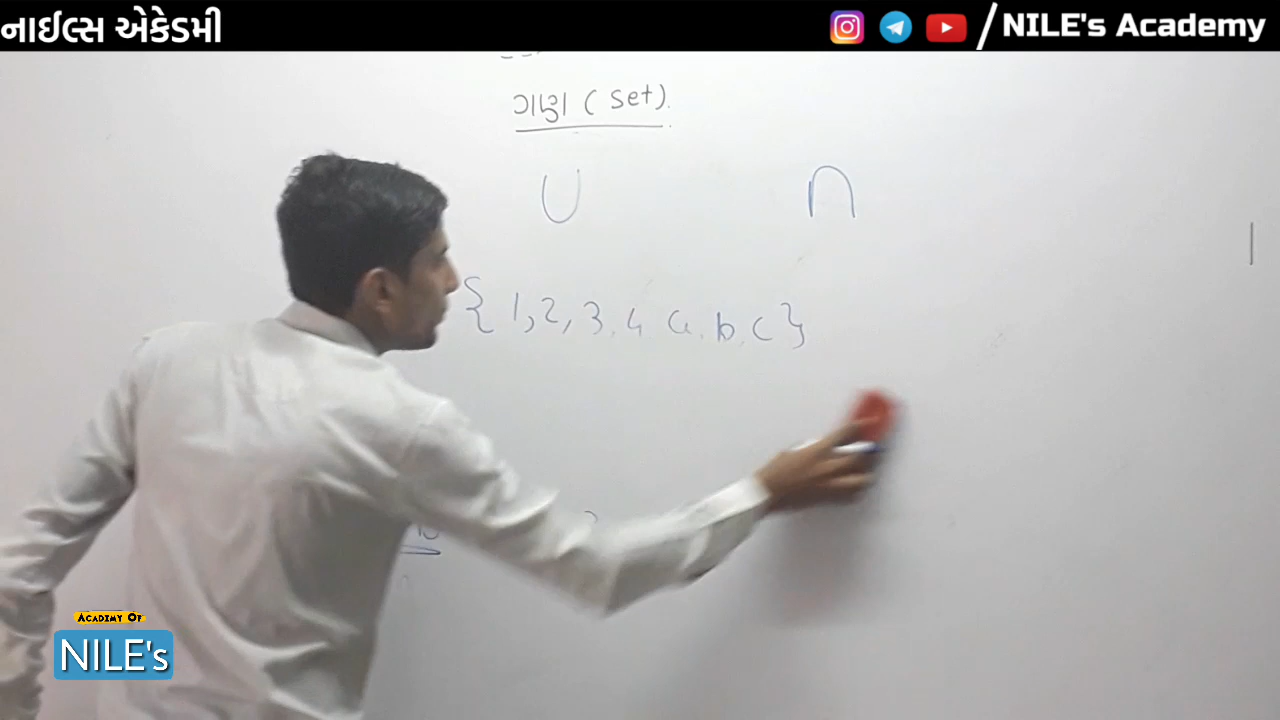 નાઈલ્સ એકેડમી
/NILE's Academy
ગણ (set).
U ∩
{ 1, 2, 3, 4 a, b, c }
ACADEMY OF
NILE's